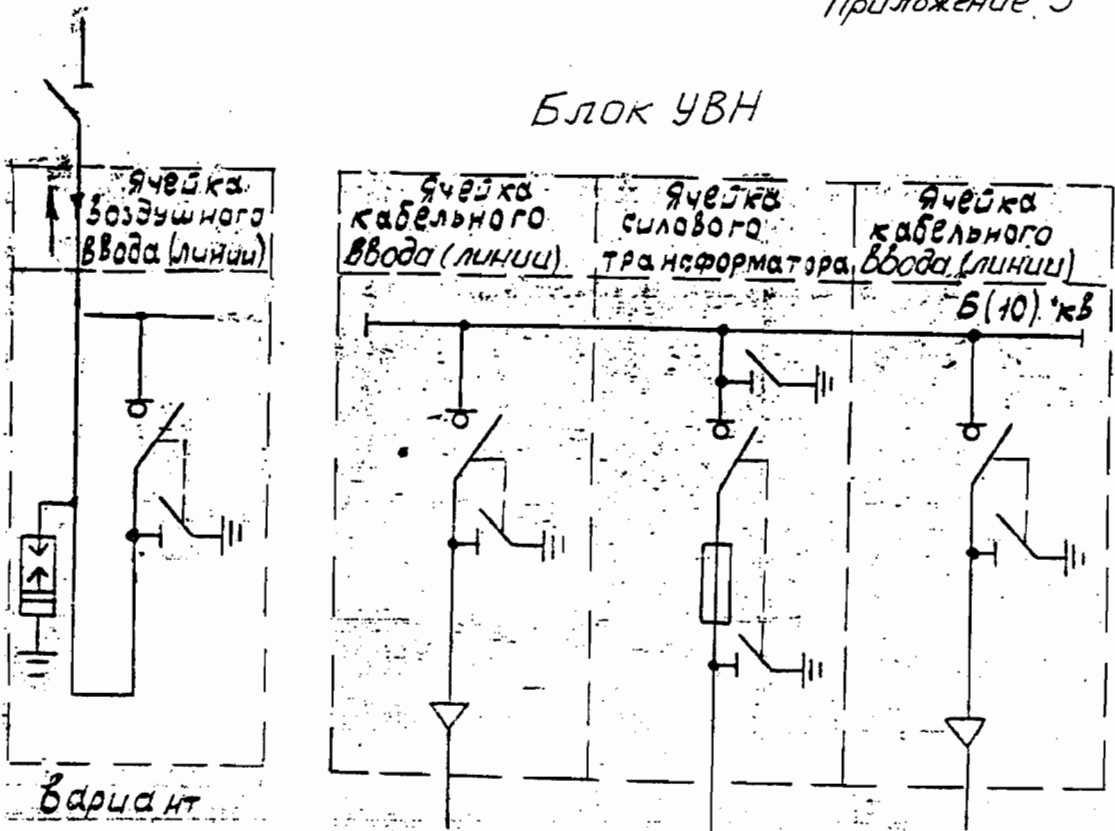 Приложение 3
Блок УВН
Ячейка
воздушного
ввода (линии)
Ячейка
кабельного
ввода (линии)
Ячейка
силового
трансформатора
Ячейка
кабельного
ввода (линии)
6(10) кв
вариант